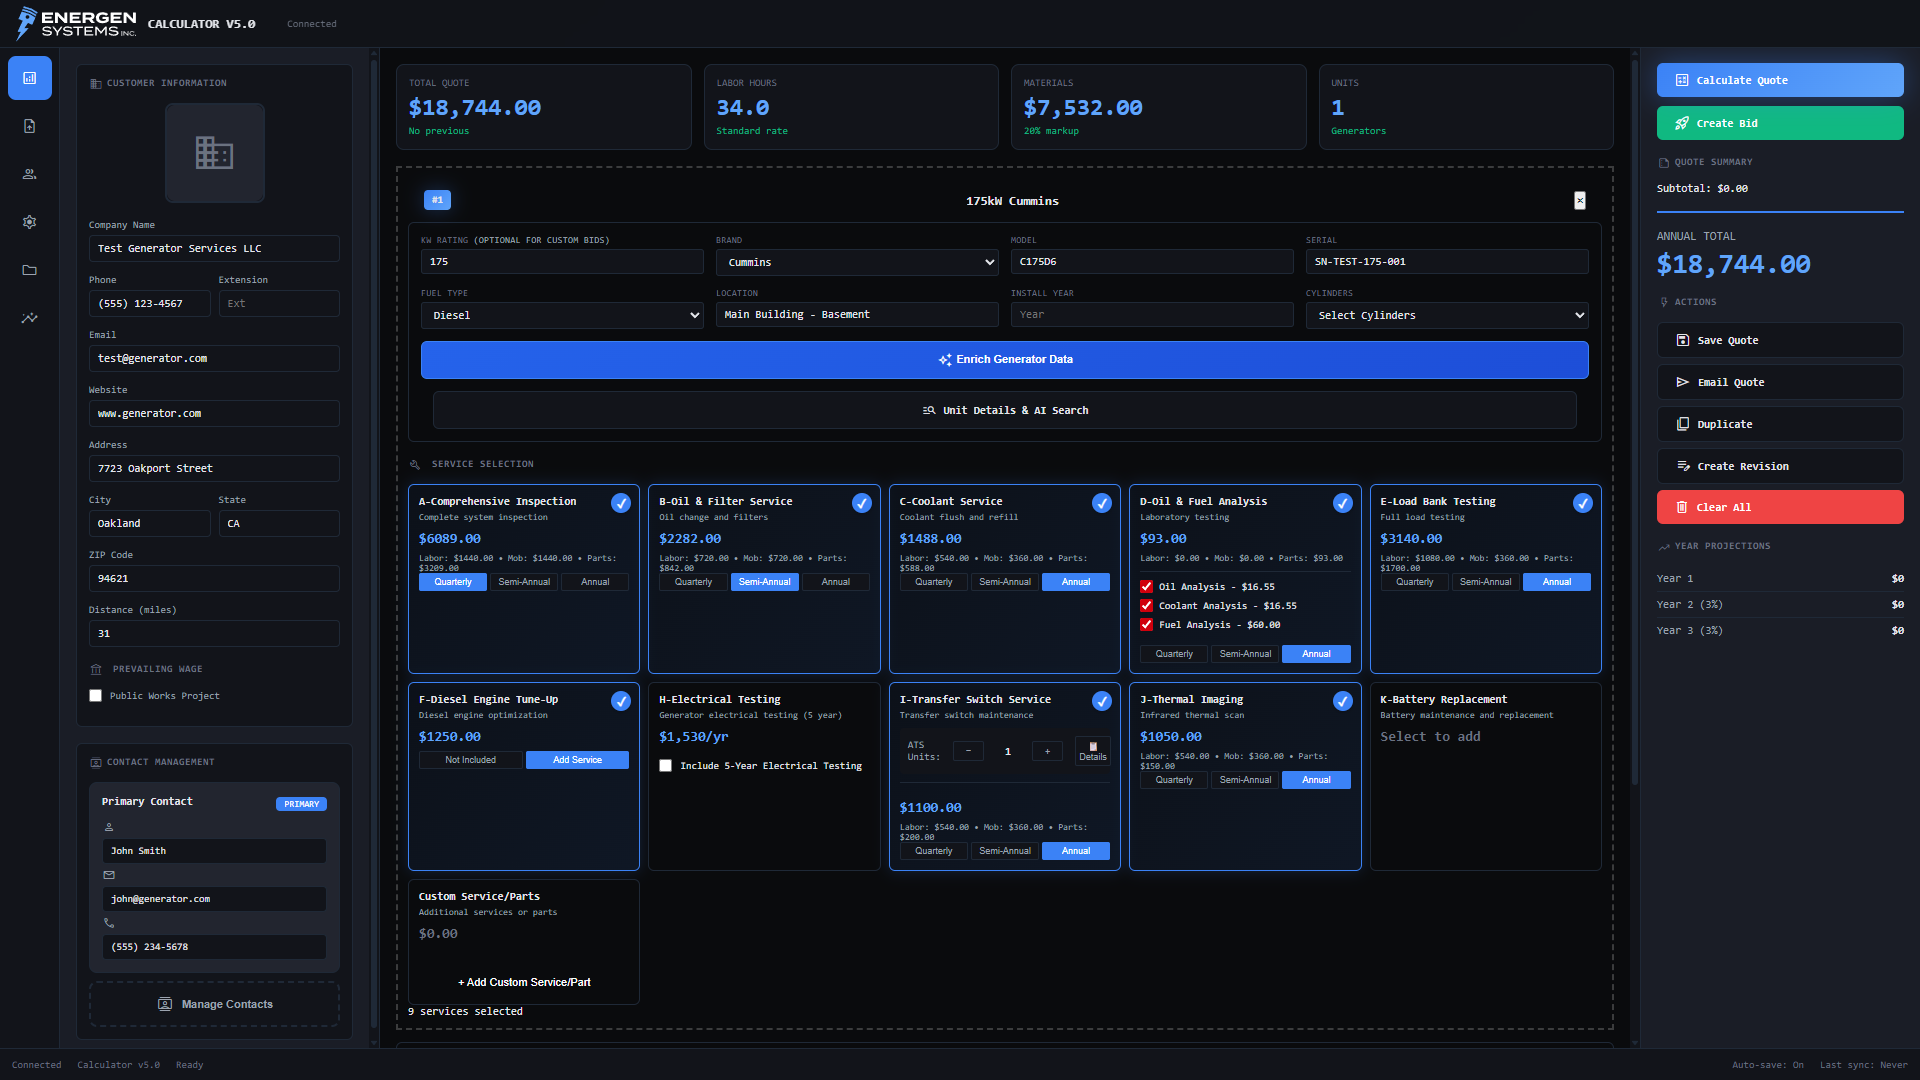 ENERGEN
SYSTEMS INC.
CALCULATOR V5.0
Connected
CUSTOMER INFORMATION
Company Name
Test Generator Services LLC
Phone
Extension
(555) 123-4567
Ext
Email
test@generator.com
Website
www.generator.com
Address
7723 Oakport Street
City
State
Oakland
CA
ZIP Code
94621
Distance (miles)
31
PREVAILING WAGE
Public Works Project
CONTACT MANAGEMENT
Primary Contact
PRIMARY
John Smith
john@generator.com
(555) 234-5678
Manage Contacts
TOTAL QUOTE
$18,744.00
No previous
LABOR HOURS
34.0
Standard rate
MATERIALS
$7,532.00
20% markup
UNITS
1
Generators
#1
175kW Cummins
×
KW RATING (OPTIONAL FOR CUSTOM BIDS)
175
BRAND
Cummins
MODEL
C175D6
SERIAL
SN-TEST-175-001
FUEL TYPE
Diesel
LOCATION
Main Building - Basement
INSTALL YEAR
Year
CYLINDERS
Select Cylinders
Enrich Generator Data
Unit Details & AI Search
SERVICE SELECTION
A-Comprehensive Inspection
Complete system inspection
$6089.00
Labor: $1440.00 • Mob: $1440.00 • Parts:
$3209.00
Quarterly Semi-Annual Annual
B-Oil & Filter Service
Oil change and filters
$2282.00
Labor: $720.00 • Mob: $720.00 • Parts:
$842.00
Quarterly Semi-Annual Annual
C-Coolant Service
Coolant flush and refill
$1488.00
Labor: $540.00 • Mob: $360.00 • Parts:
$588.00
Quarterly Semi-Annual Annual
D-Oil & Fuel Analysis
Laboratory testing
$93.00
Labor: $0.00 • Mob: $0.00 • Parts: $93.00
Oil Analysis - $16.55
Coolant Analysis - $16.55
Fuel Analysis - $60.00
Quarterly Semi-Annual Annual
E-Load Bank Testing
Full load testing
$3140.00
Labor: $1080.00 • Mob: $360.00 • Parts:
$1700.00
Quarterly Semi-Annual Annual
F-Diesel Engine Tune-Up
Diesel engine optimization
$1250.00
Not Included Add Service
H-Electrical Testing
Generator electrical testing (5 year)
$1,530/yr
Include 5-Year Electrical Testing
I-Transfer Switch Service
Transfer switch maintenance
ATS
Units:
−
1
+
Details
$1100.00
Labor: $540.00 • Mob: $360.00 • Parts:
$200.00
Quarterly Semi-Annual Annual
J-Thermal Imaging
Infrared thermal scan
$1050.00
Labor: $540.00 • Mob: $360.00 • Parts:
$150.00
Quarterly Semi-Annual Annual
K-Battery Replacement
Battery maintenance and replacement
Select to add
Custom Service/Parts
Additional services or parts
$0.00
+ Add Custom Service/Part
9 services selected
Calculate Quote
Create Bid
QUOTE SUMMARY
Subtotal: $0.00
ANNUAL TOTAL
$18,744.00
ACTIONS
Save Quote
Email Quote
Duplicate
Create Revision
Clear All
YEAR PROJECTIONS
Year 1 $0
Year 2 (3%) $0
Year 3 (3%) $0
Connected Calculator v5.0 Ready
Auto-save: On Last sync: Never